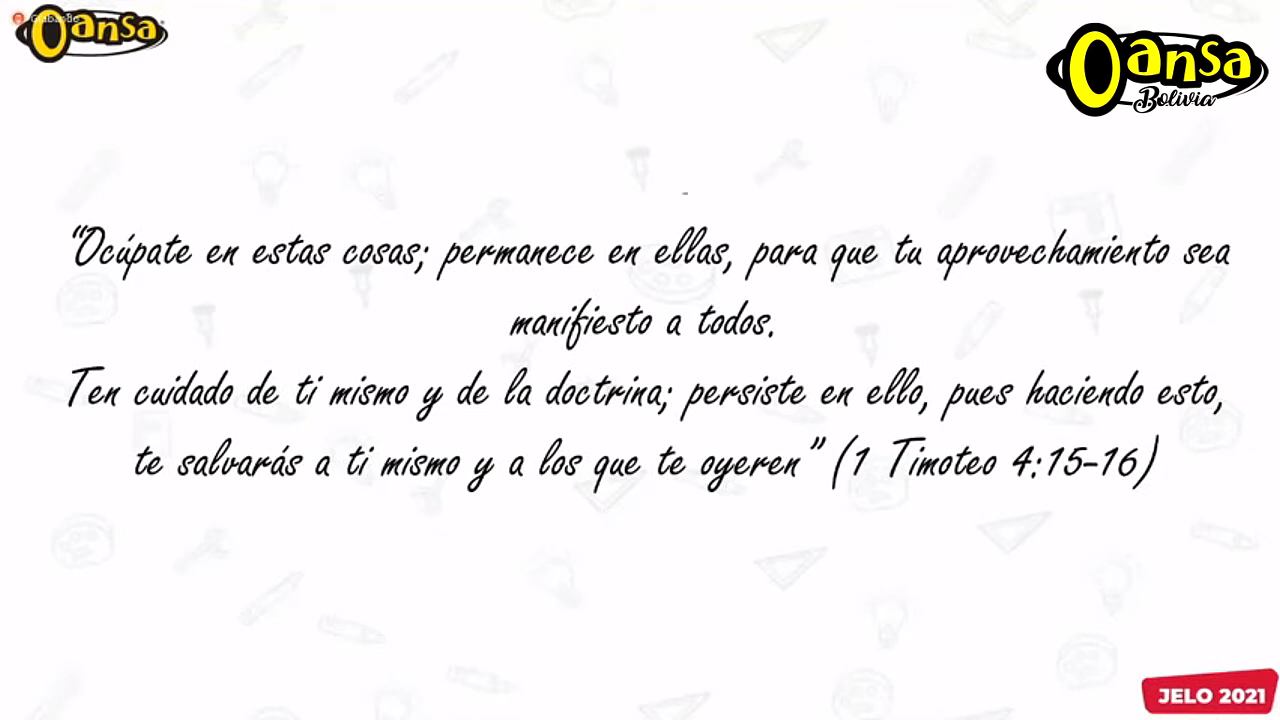 Oansa
Oansa
Bolivia
“Ocúpate en estas cosas; permanece en ellas, para que tu aprovechamiento sea
manifiesto a todos.
Ten cuidado de ti mismo y de la doctrina; persiste en ello, pues haciendo esto,
te salvarás a ti mismo y a los que te oyeren” (1 Timoteo 4:15-16)
JELO 2021